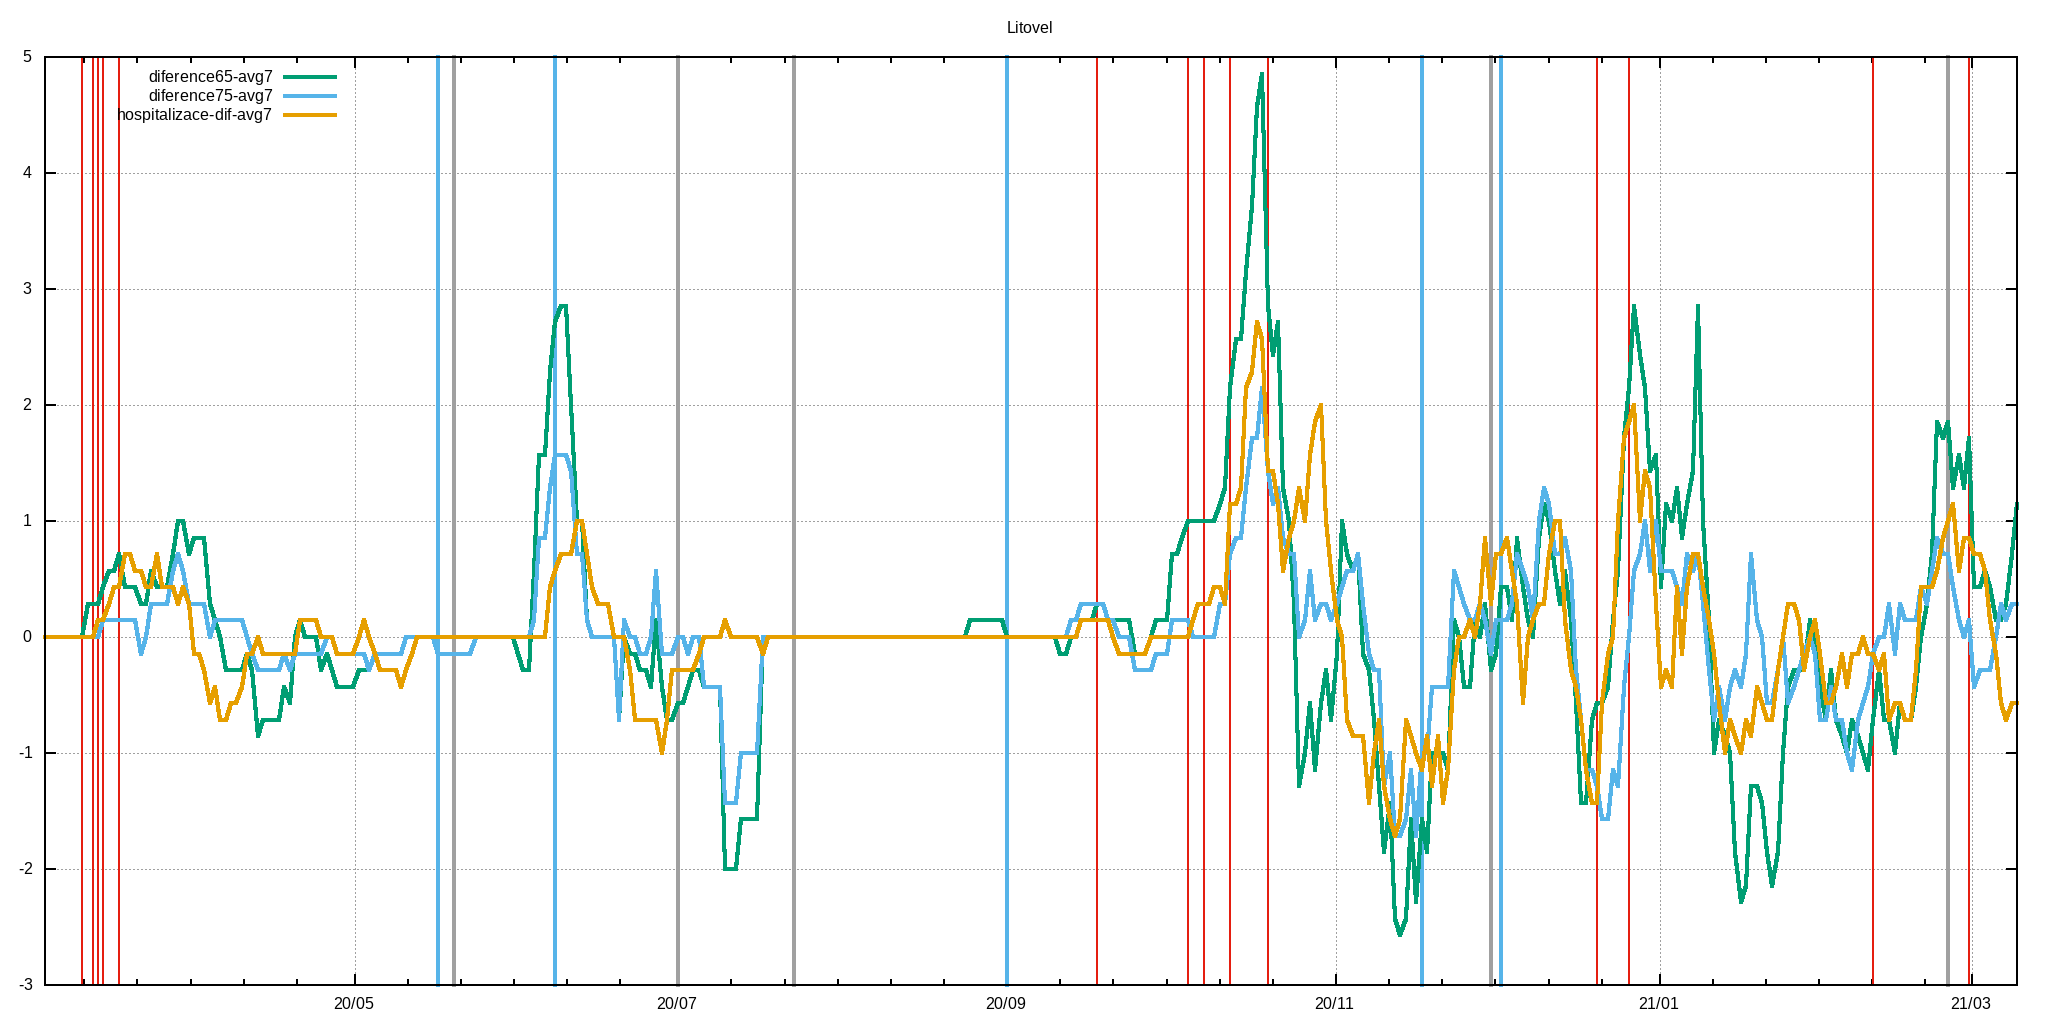 Litovel
5
diference65-avg7
diference75-avg7
hospitalizace-dif-avg7
4
3
2
1
0
-1
-2
-3
20/05 20/07 20/09 20/11 21/01 21/03